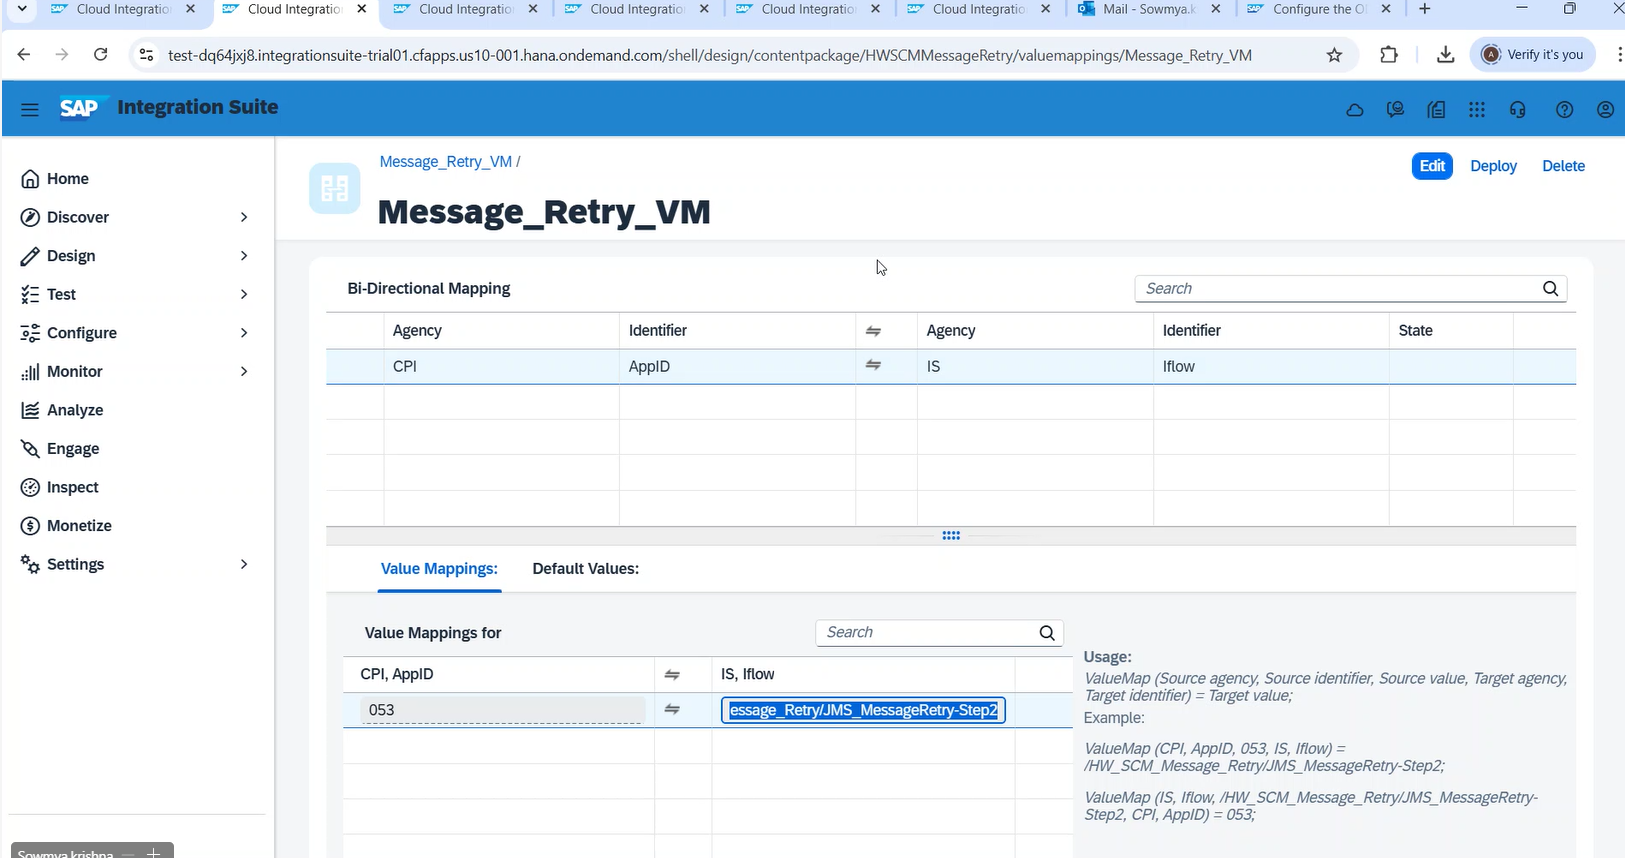 Cloud Integratio
Cloud Integratio
Cloud Integratio
Cloud Integratio
Cloud Integratio
Cloud Integratio
Mail - Sowmya.k
Configure the O
test-dq64jxj8.integrationsuite-trial01.cfapps.us10-001.hana.ondemand.com/shell/design/contentpackage/HWSCMMessageRetry/valuemappings/Message_Retry_VM
A
Verify it's you
SAP Integration Suite
Home
Discover
Design
Test
Configure
Monitor
Analyze
Engage
Inspect
Monetize
Settings
Sowmya krishna
Message_Retry_VM /
Edit
Deploy
Delete
Message_Retry_VM
Bi-Directional Mapping
Search
Agency Identifier Agency Identifier State
CPI AppID IS Iflow
Value Mappings:
Default Values:
Value Mappings for
Search
CPI, AppID IS, Iflow
053 essage_Retry/JMS_MessageRetry-Step2
Usage:
ValueMap (Source agency, Source identifier, Source value, Target agency,
Target identifier) = Target value;
Example:
ValueMap (CPI, AppID, 053, IS, Iflow) =
/HW_SCM_Message_Retry/JMS_MessageRetry-Step2;
ValueMap (IS, Iflow, /HW_SCM_Message_Retry/JMS_MessageRetry-
Step2, CPI, AppID) = 053;